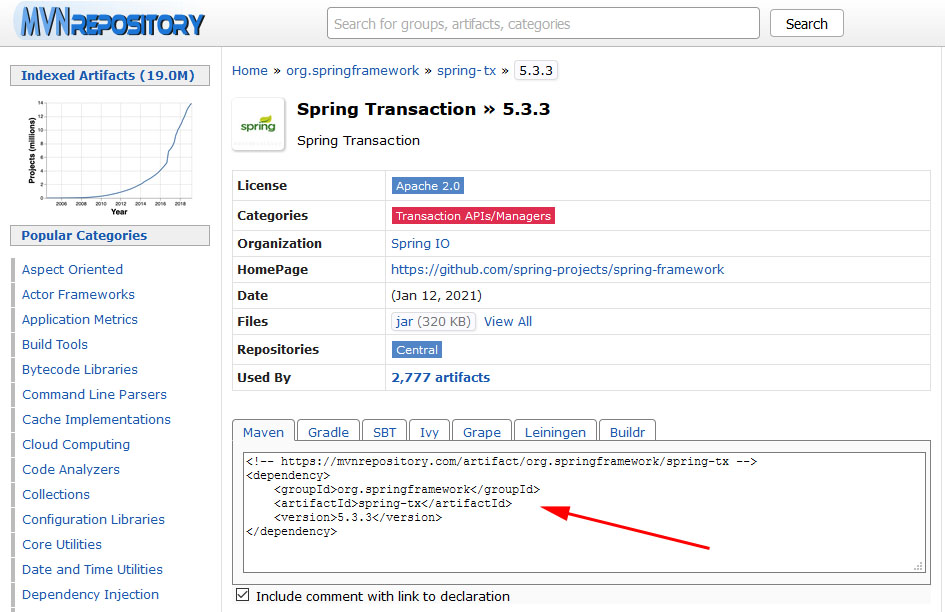 MVNREPOSITORY
Search for groups, artifacts, categories
Search
Indexed Artifacts (19.0M)
Projects (millions)
14
12
10
8
6
4
2
0
2006 2008 2010 2012 2014 2016 2018
Year
Popular Categories
Aspect Oriented
Actor Frameworks
Application Metrics
Build Tools
Bytecode Libraries
Command Line Parsers
Cache Implementations
Cloud Computing
Code Analyzers
Collections
Configuration Libraries
Core Utilities
Date and Time Utilities
Dependency Injection
Home » org.springframework » spring-tx » 5.3.3
spring
Spring Transaction » 5.3.3
Spring Transaction
License Apache 2.0
Categories Transaction APIs/Managers
Organization Spring IO
HomePage https://github.com/spring-projects/spring-framework
Date (Jan 12, 2021)
Files jar (320 KB) View All
Repositories Central
Used By 2,777 artifacts
Maven Gradle SBT Ivy Grape Leiningen Buildr
<!-- https://mvnrepository.com/artifact/org.springframework/spring-tx -->
<dependency>
    <groupId>org.springframework</groupId>
    <artifactId>spring-tx</artifactId>
    <version>5.3.3</version>
</dependency>
Include comment with link to declaration